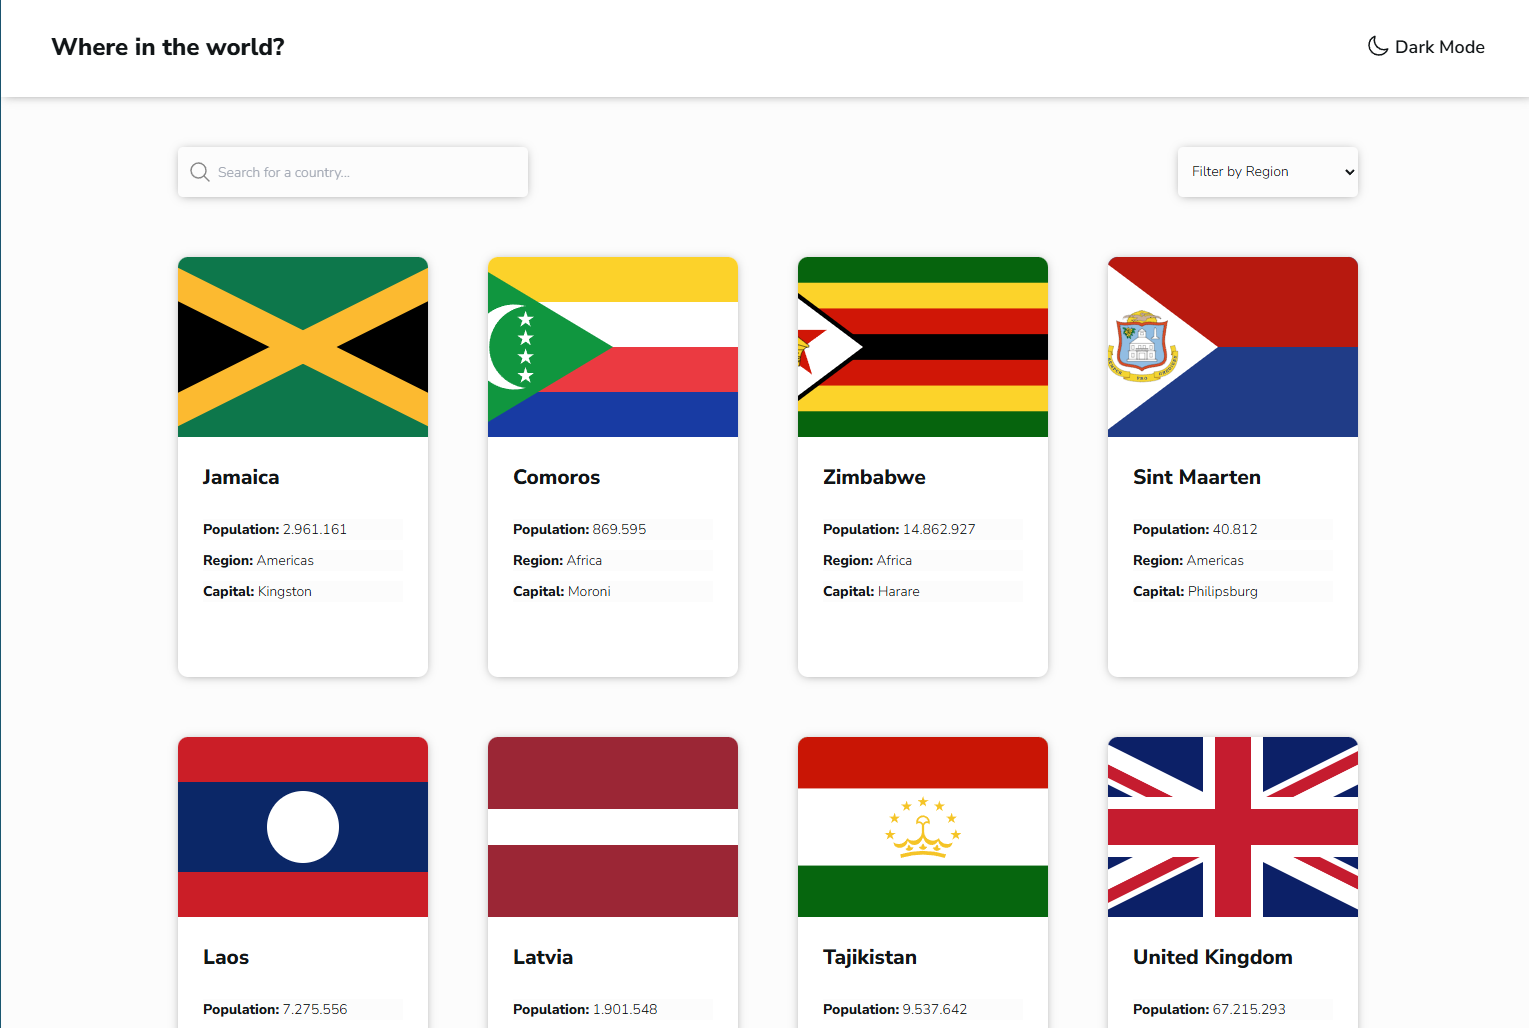 Where in the world?
Dark Mode
Search for a country...
Filter by Region
Jamaica
Population: 2.961.161
Region: Americas
Capital: Kingston
Comoros
Population: 869.595
Region: Africa
Capital: Moroni
Zimbabwe
Population: 14.862.927
Region: Africa
Capital: Harare
Sint Maarten
Population: 40.812
Region: Americas
Capital: Philipsburg
Laos
Population: 7.275.556
Latvia
Population: 1.901.548
Tajikistan
Population: 9.537.642
United Kingdom
Population: 67.215.293